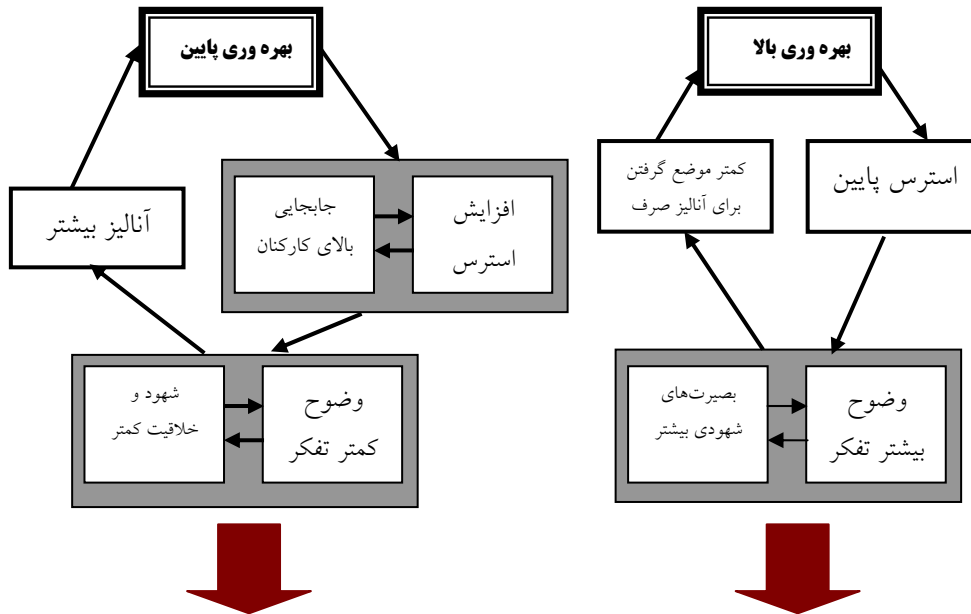 بهره وری بالا
استرس پایین
کمتر موضع گرفتن
برای آنالیز صرف
وضوح
بیشتر تفکر
بصیرت‌های
شهودی بیشتر
بهره وری پایین
افزایش
استرس
جابجایی
بالای کارکنان
آنالیز بیشتر
وضوح
کمتر تفکر
شهود و
خلاقیت کمتر